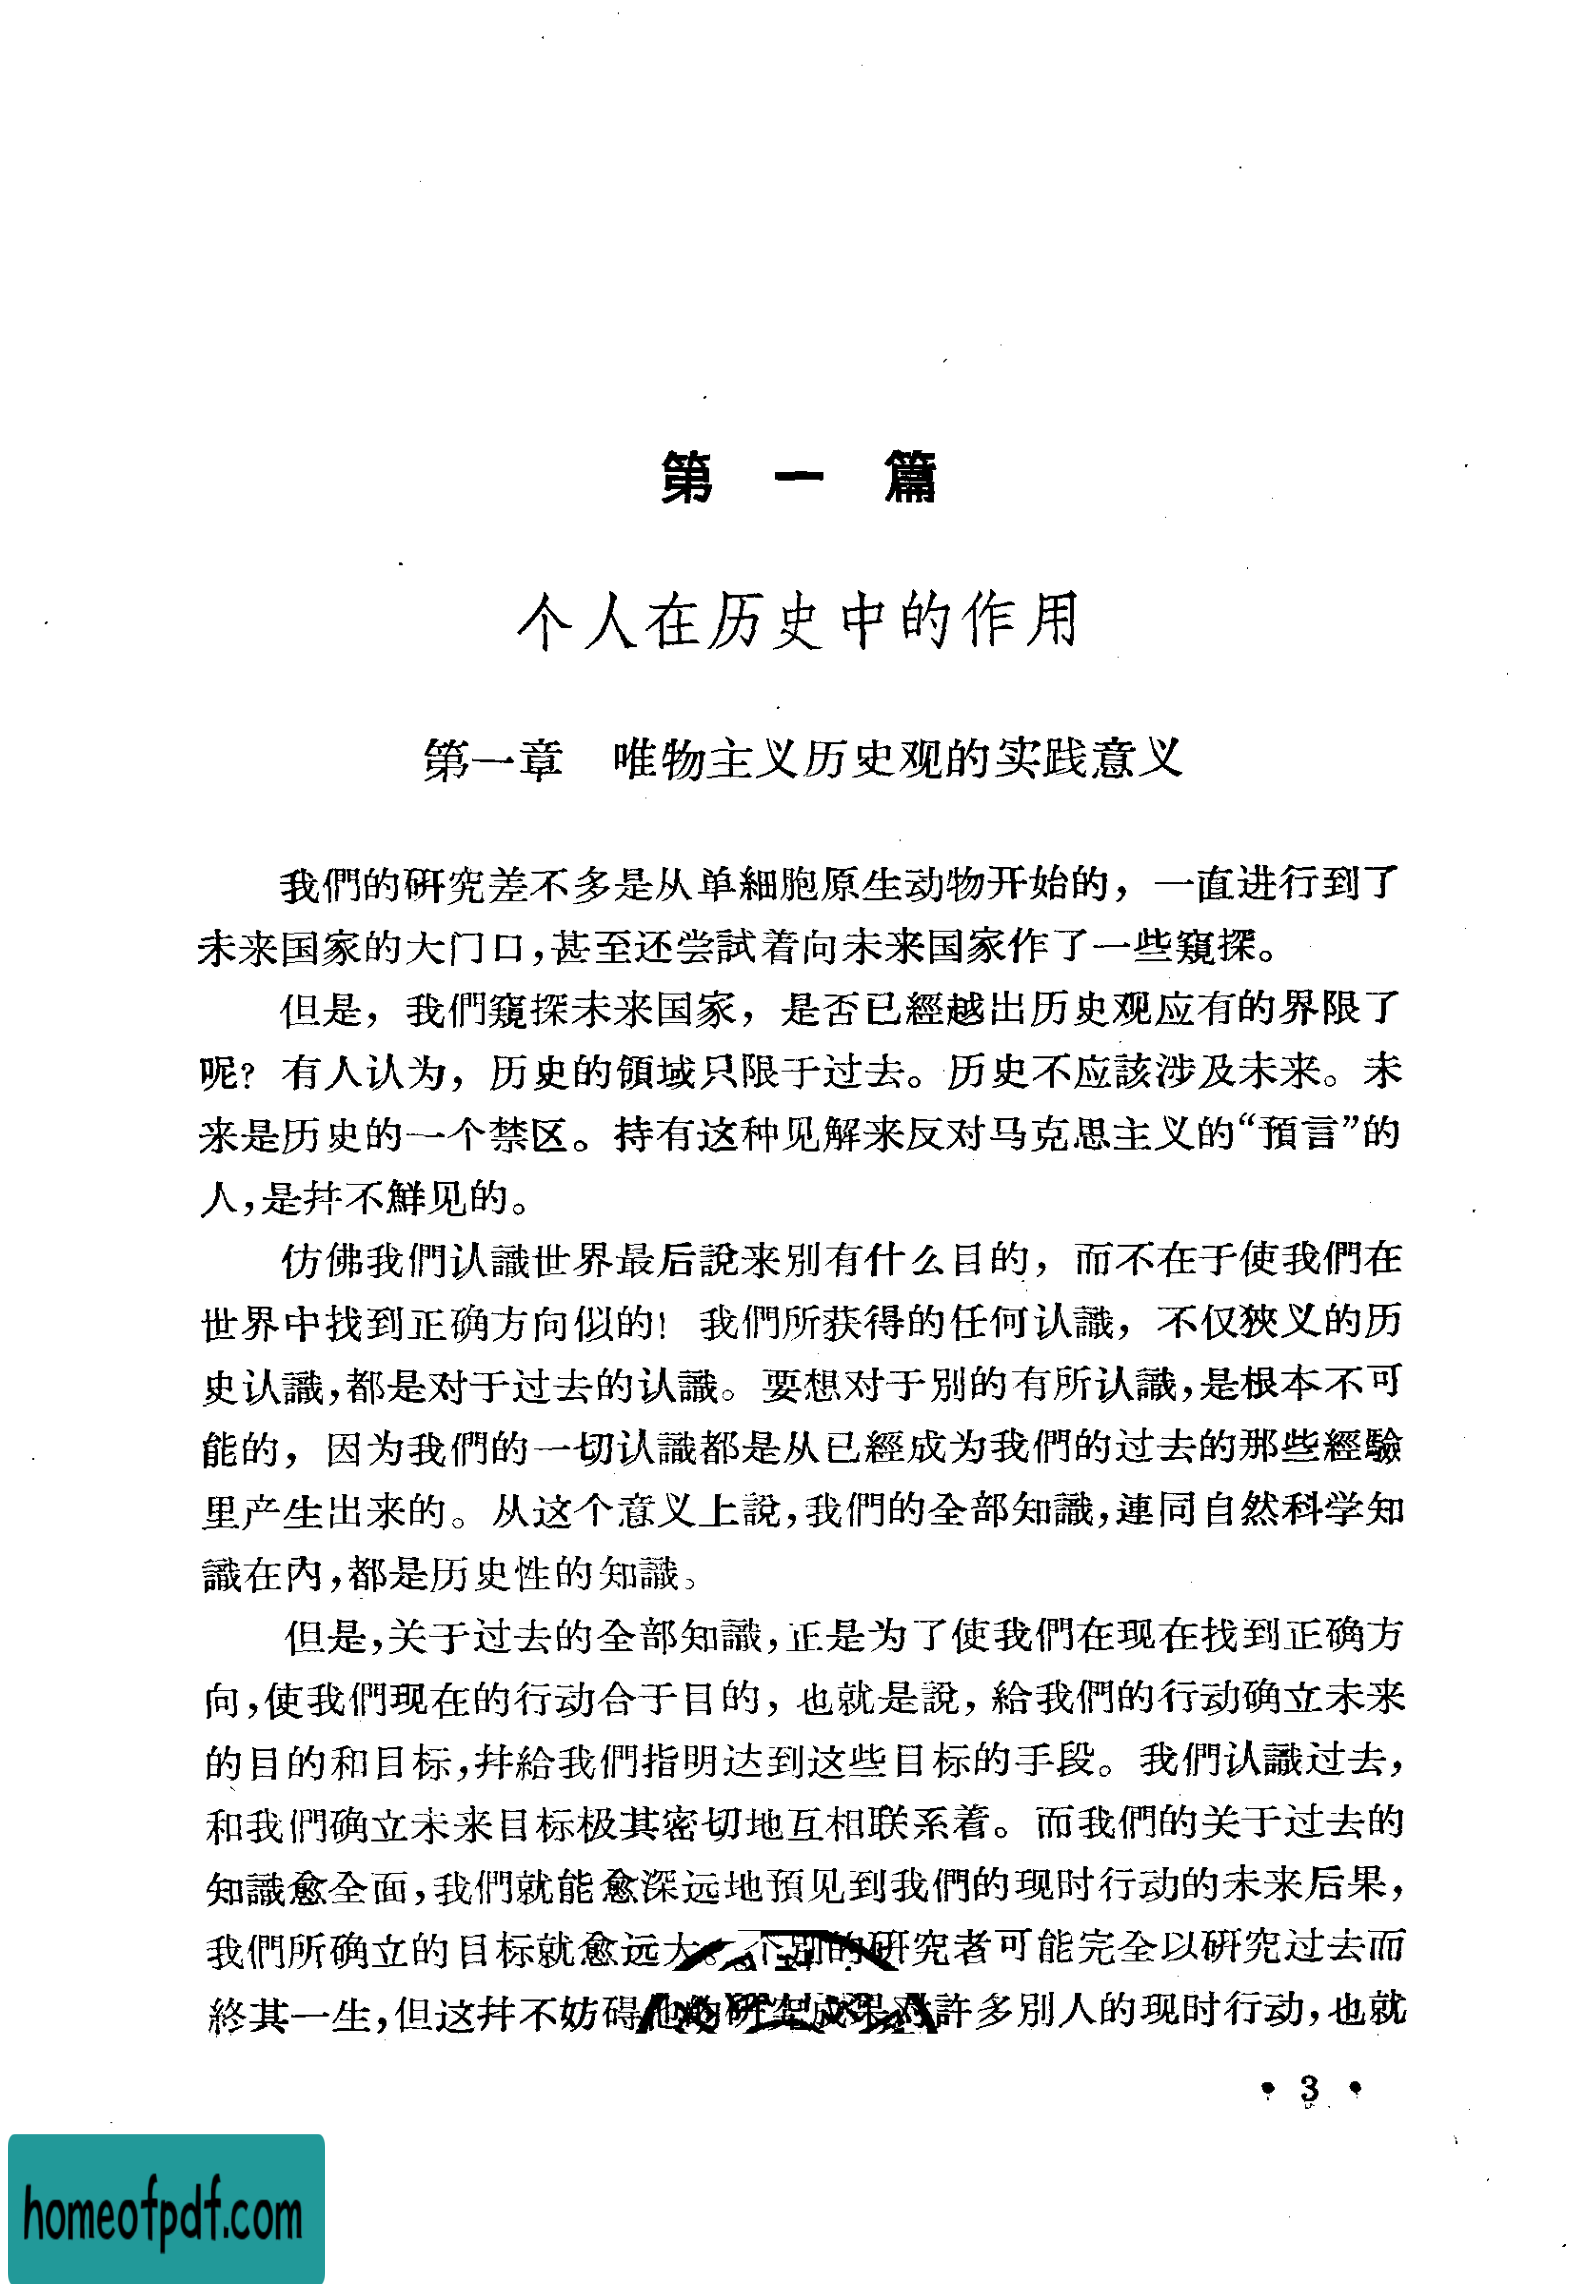 第一篇
个人在历史中的作用
第一章　唯物主义历史观的实践意义
我們的研究差不多是从单細胞原生动物开始的，一直进行到了
未来国家的大门口，甚至还尝試着向未来国家作了一些窺探。
但是，我們窺探未来国家，是否已經越出历史观应有的界限了
呢？有人认为，历史的領域只限于过去。历史不应該涉及未来。未
来是历史的一个禁区。持有这种见解来反对马克思主义的“預言”的
人，是幷不鮮见的。
仿佛我們认識世界最后說来别有什么目的，而不在于使我們在
世界中找到正确方向似的！我們所获得的任何认識，不仅狹义的历
史认識，都是对于过去的认識。要想对于別的有所认識，是根本不可
能的，因为我們的一切认識都是从已經成为我們的过去的那些經驗
里产生出来的。从这个意义上說，我們的全部知識，連同自然科学知
識在內，都是历史性的知識。
但是，关于过去的全部知識，正是为了使我們在现在找到正确方
向，使我們现在的行动合于目的，也就是說，給我們的行动确立未来
的目的和目标，幷給我們指明达到这些目标的手段。我們认識过去，
和我們确立未来目标极其密切地互相联系着。而我們的关于过去的
知識愈全面，我們就能愈深远地預见到我們的现时行动的未来后果，
我們所确立的目标就愈远大。个別的研究者可能完全以研究过去而
終其一生，但这幷不妨碍他的研究成果对許多別人的现时行动，也就
• 3 •
homeofpdf.com